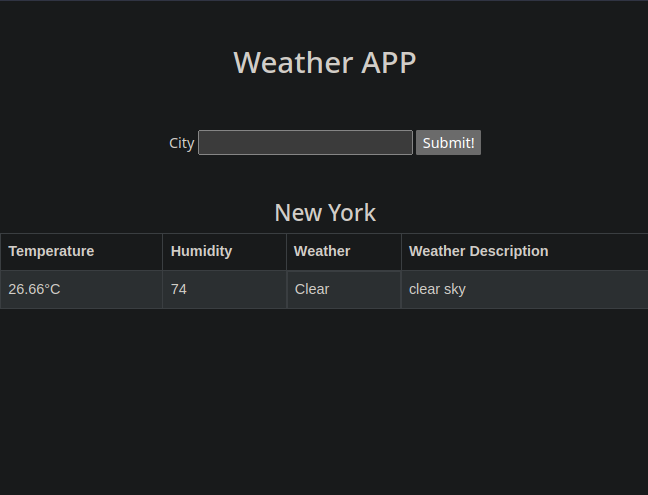 Weather APP
City Submit!
New York
Temperature Humidity Weather Weather Description
26.66°C 74 Clear clear sky